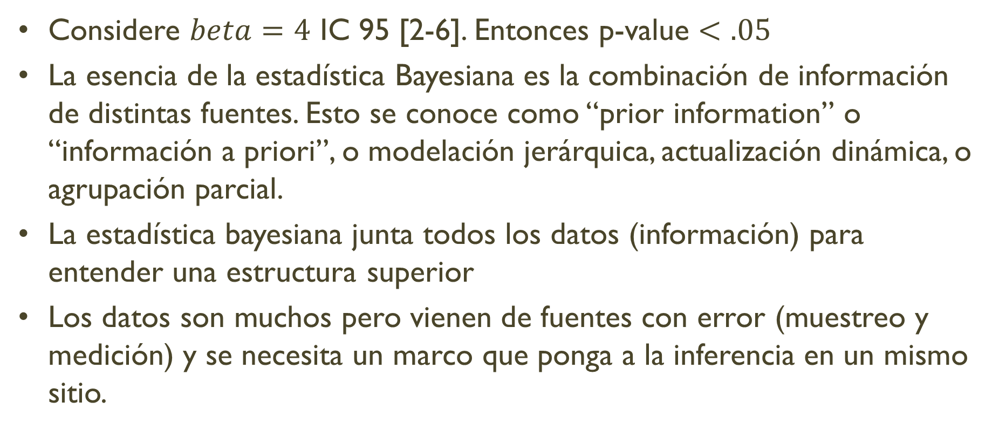 • Considere beta = 4 IC 95 [2-6]. Entonces p-value < .05
• La esencia de la estadística Bayesiana es la combinación de información
de distintas fuentes. Esto se conoce como “prior information” o
“información a priori”, o modelación jerárquica, actualización dinámica, o
agrupación parcial.
• La estadística bayesiana junta todos los datos (información) para
entender una estructura superior
• Los datos son muchos pero vienen de fuentes con error (muestreo y
medición) y se necesita un marco que ponga a la inferencia en un mismo
sitio.